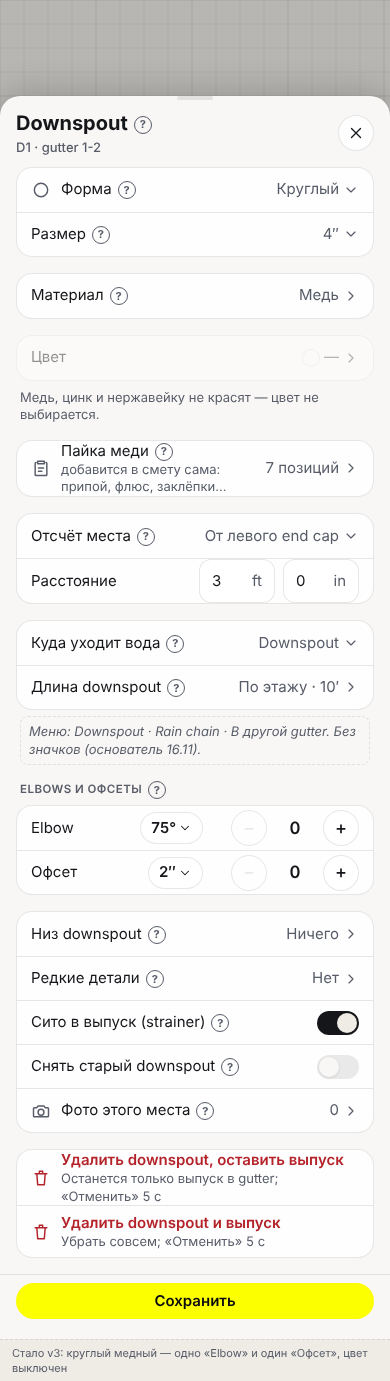 Downspout ?
D1 · gutter 1-2
Форма ? Круглый
Размер ? 4″
Материал ? Медь
Цвет —
Медь, цинк и нержавейку не красят — цвет не
выбирается.
Пайка меди ?
добавится в смету сама:
припой, флюс, заклёпки...
7 позиций
Отсчёт места ? От левого end cap
Расстояние 3 ft 0 in
Куда уходит вода ? Downspout
Длина downspout ? По этажу · 10′
Меню: Downspout · Rain chain · В другой gutter. Без
значков (основатель 16.11).
ELBOWS И ОФСЕТЫ ?
Elbow 75° − 0 +
Офсет 2″ − 0 +
Низ downspout ? Ничего
Редкие детали ? Нет
Сито в выпуск (strainer) ?
Снять старый downspout ?
Фото этого места ? 0
Удалить downspout, оставить выпуск
Останется только выпуск в gutter;
«Отменить» 5 с
Удалить downspout и выпуск
Убрать совсем; «Отменить» 5 с
Сохранить
Стало v3: круглый медный — одно «Elbow» и один «Офсет», цвет
выключен